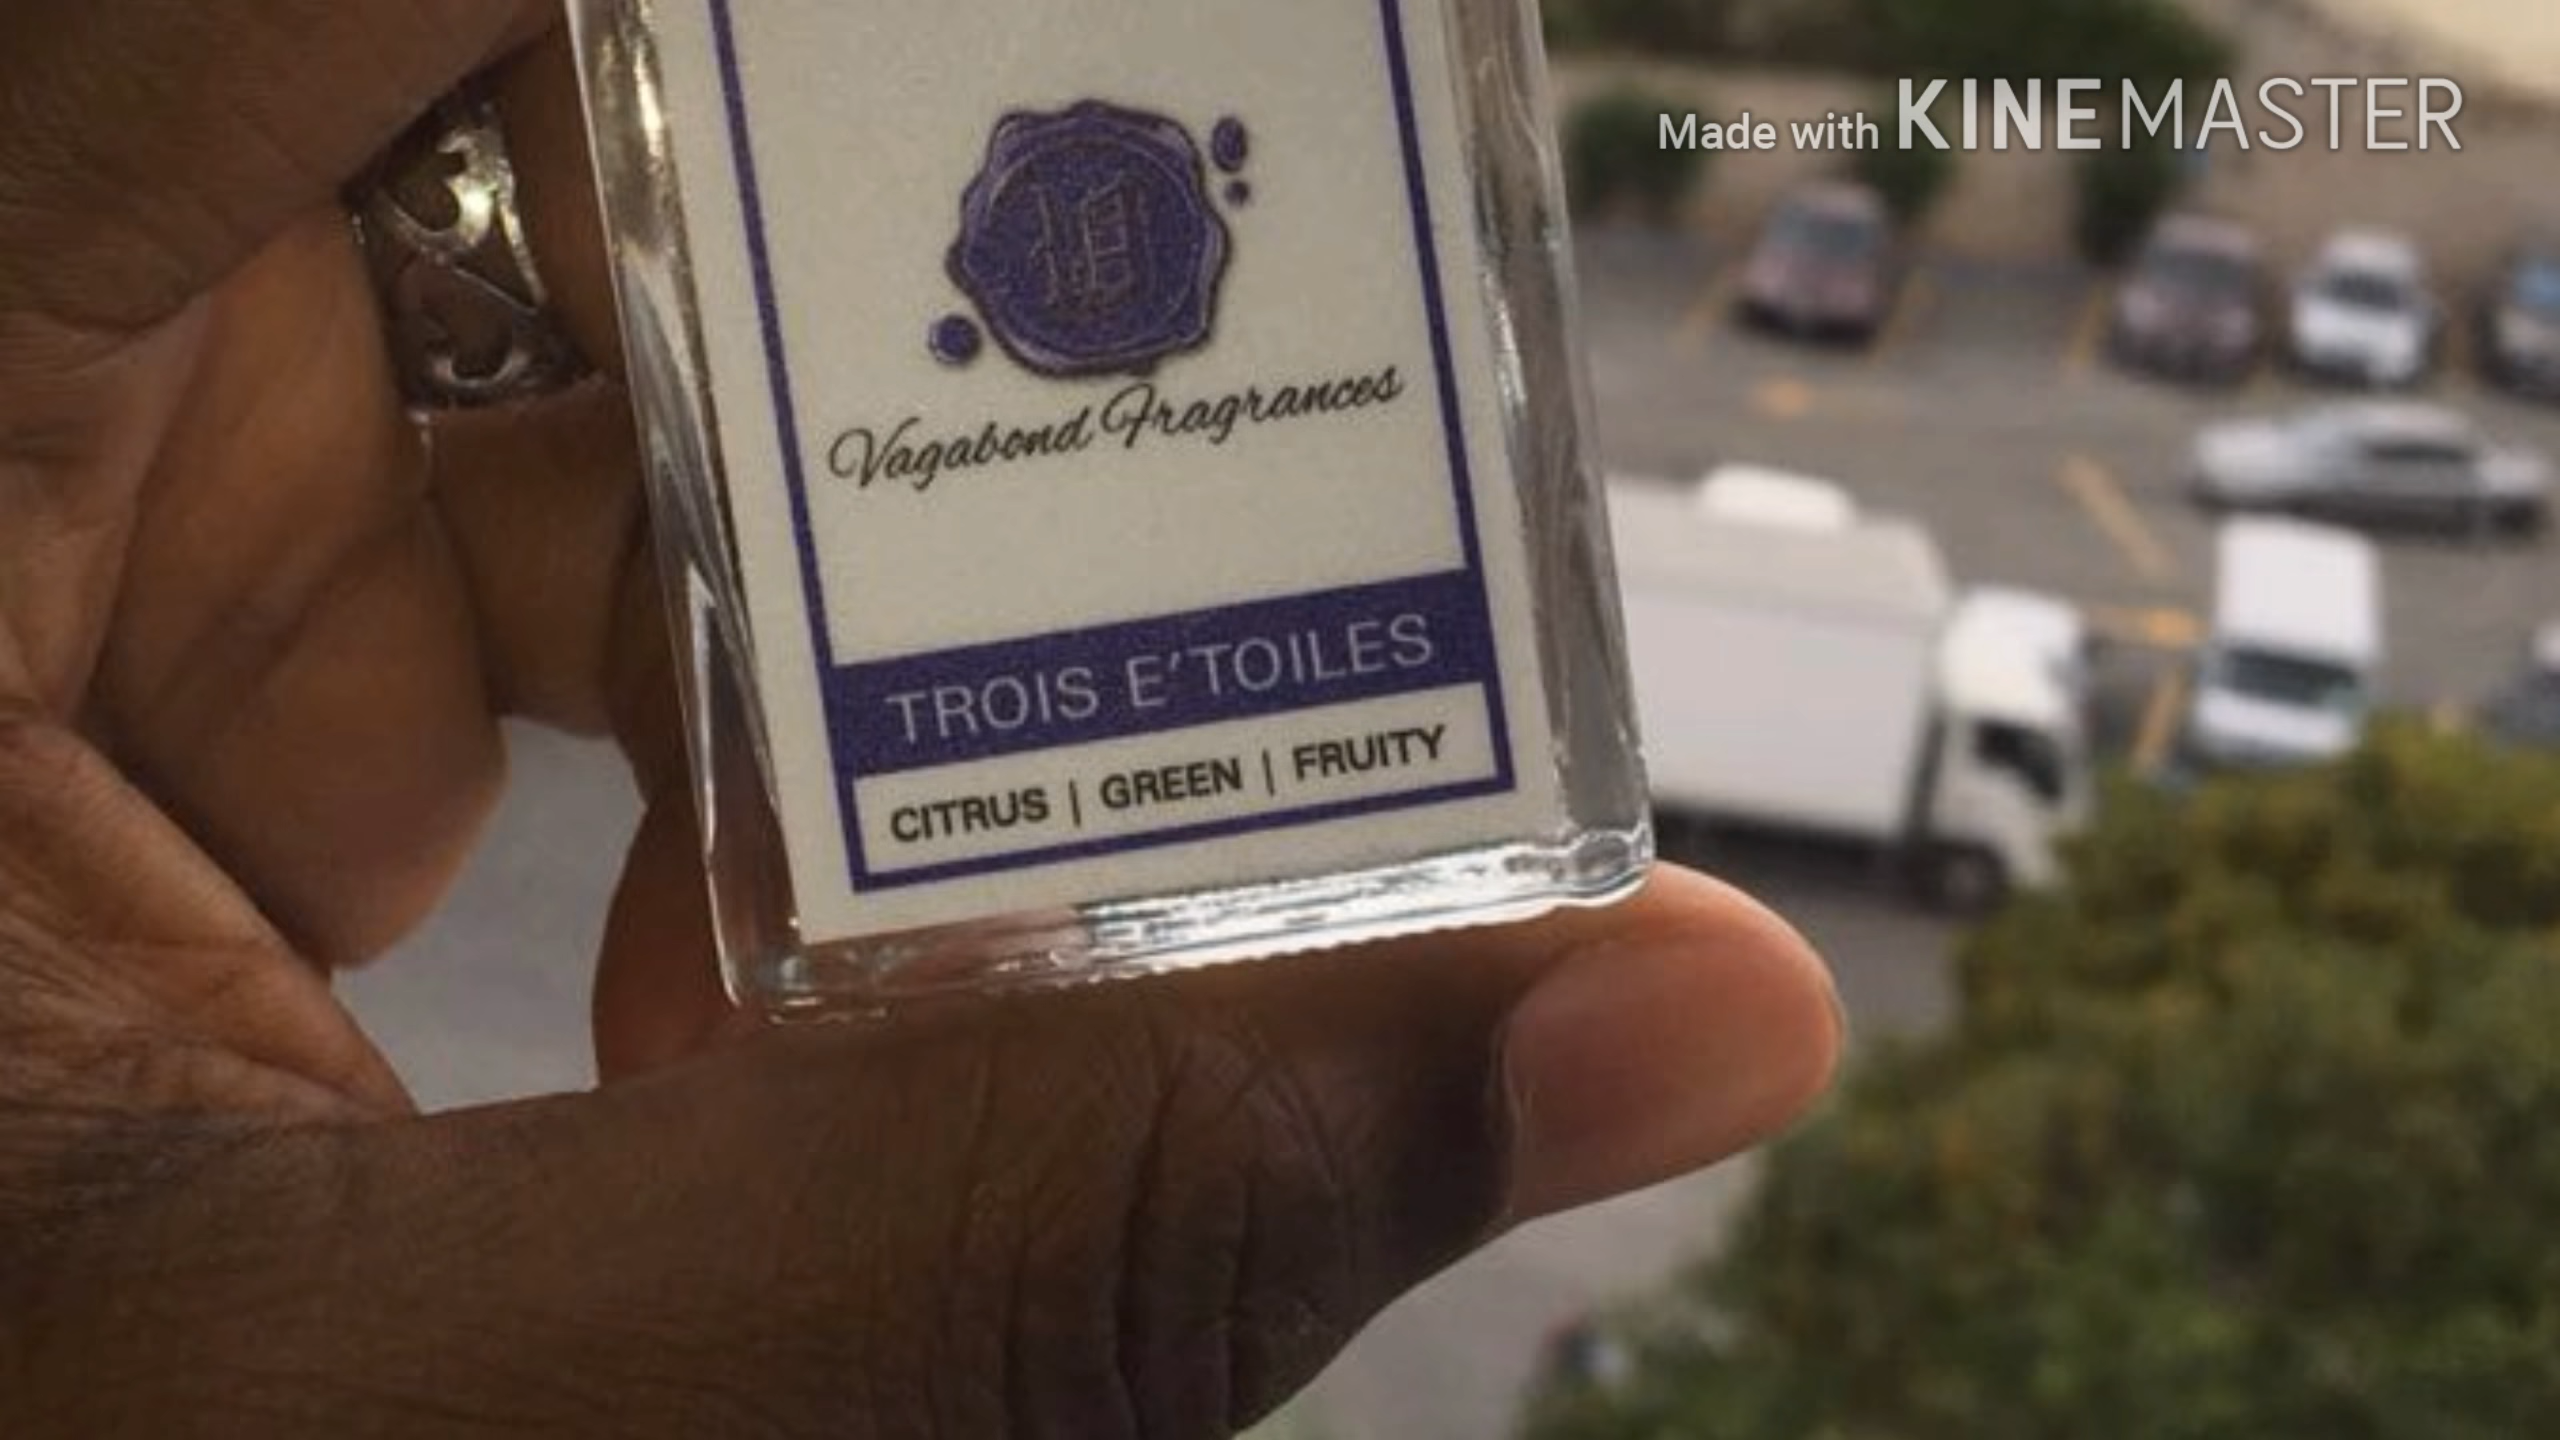 Made with KINEMASTER
Vagabond Fragrances
TROIS E'TOILES
CITRUS | GREEN | FRUITY